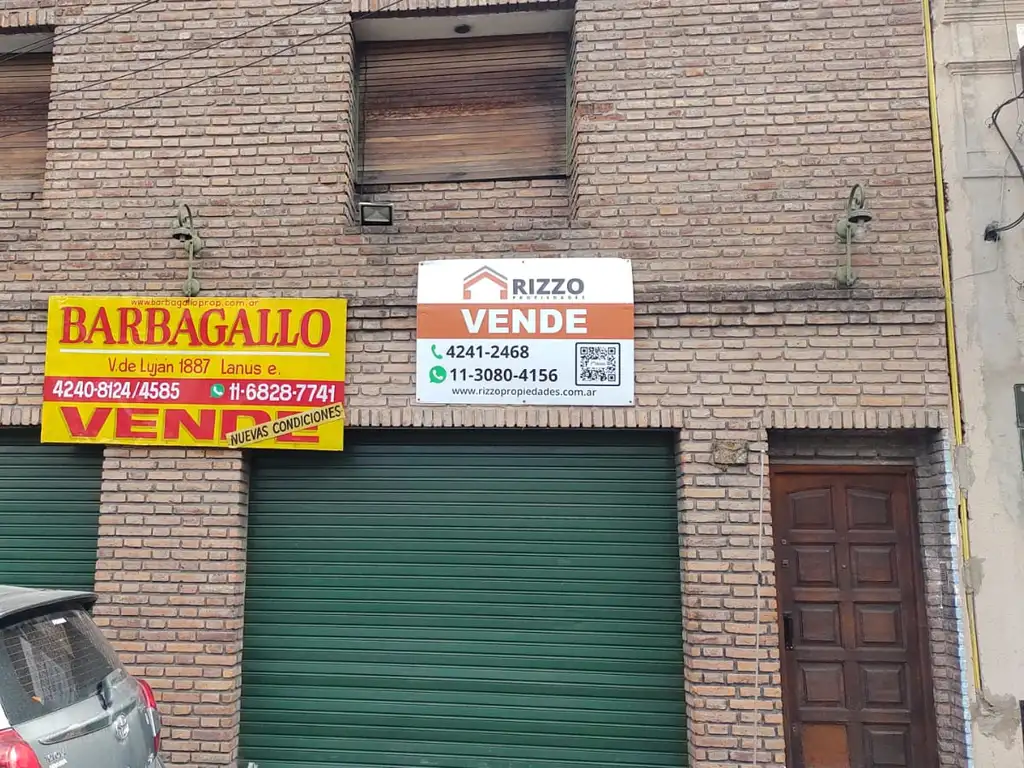 www.barbagalloprop.com.ar
BARBAGALLO
V.de Lujan 1887 Lanus e.
4240-8124/4585 11-6828-7741
VENDE
NUEVAS CONDICIONES
RIZZO
PROPIEDADES
VENDE
4241-2468
11-3080-4156
www.rizzopropiedades.com.ar